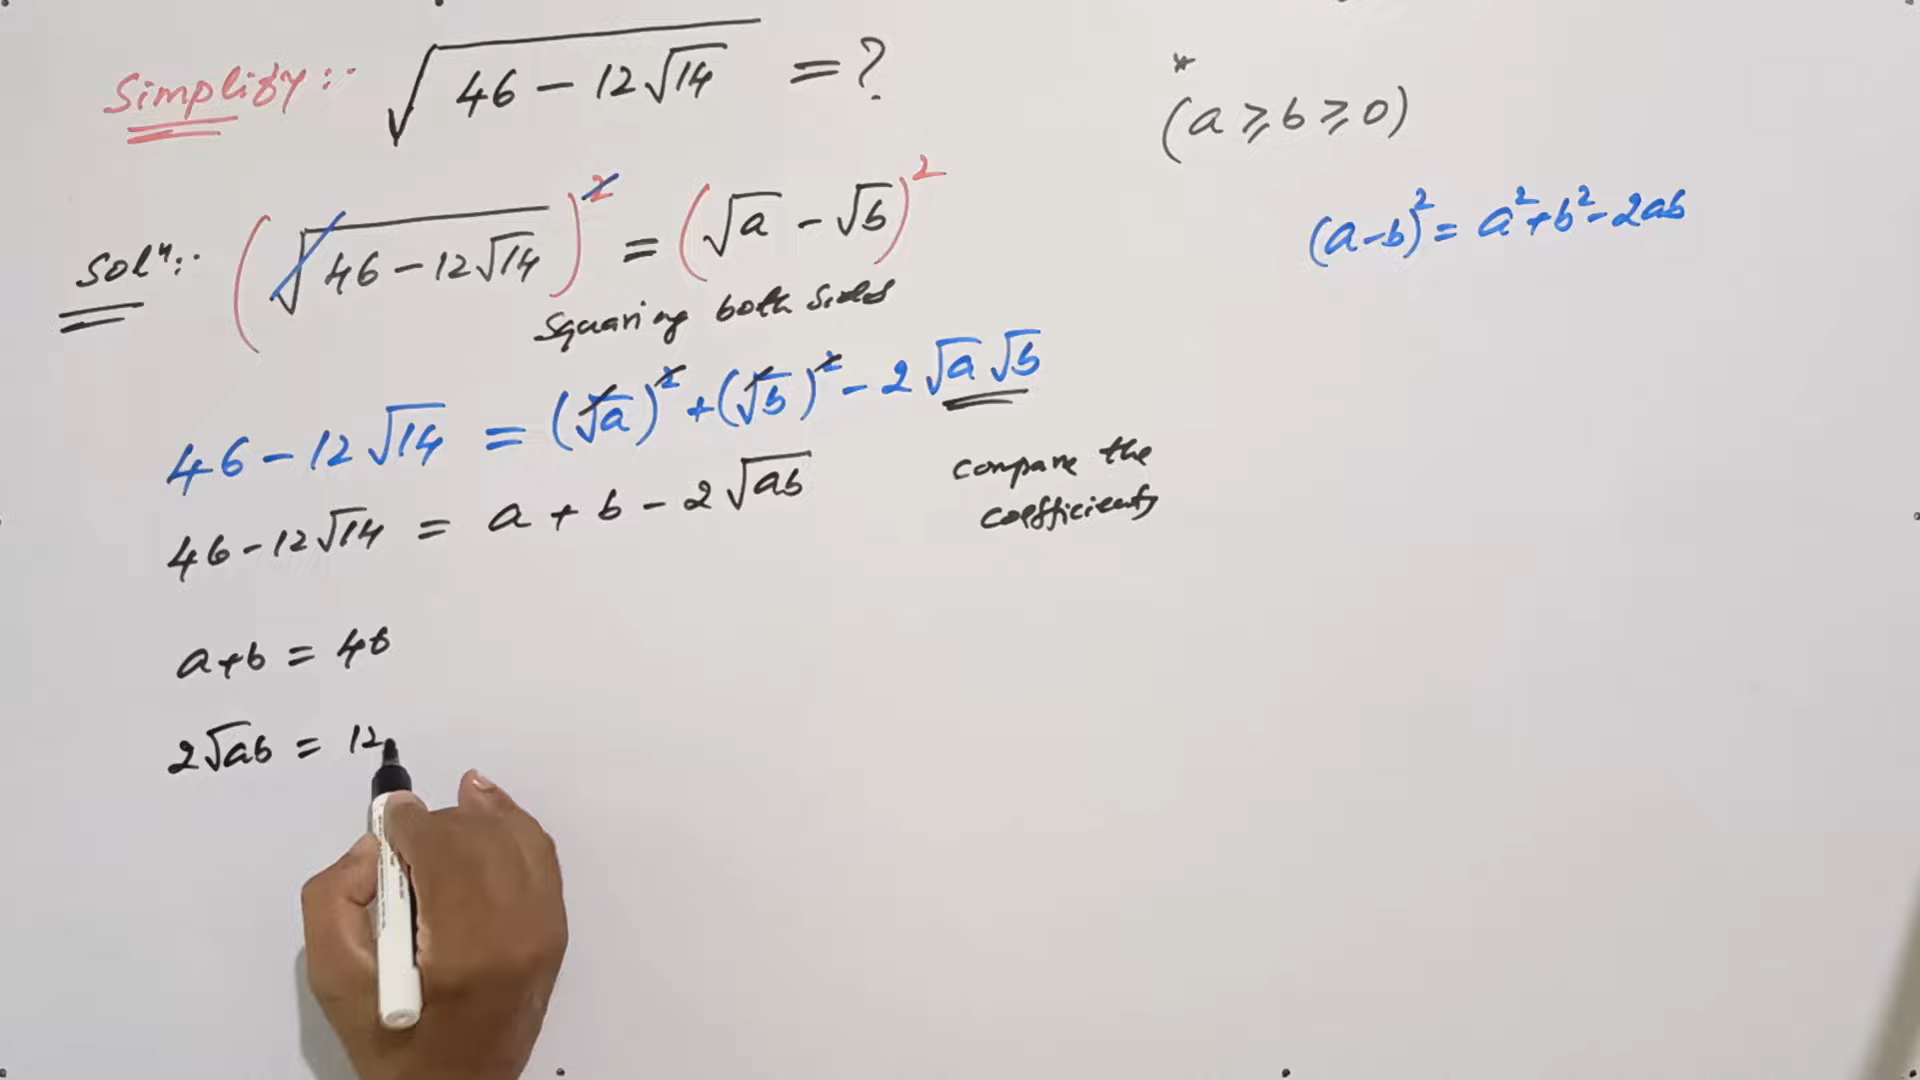 Simplify:- √(46 - 12√14) = ?
*
(a ≥ b ≥ 0)
(a-b)² = a² + b² - 2ab
Solⁿ:- (√(46 - 12√14))² = (√a - √b)²
Squaring both sides
46 - 12√14 = (√a)² + (√b)² - 2√a√b
46 - 12√14 = a + b - 2√ab
compare the
coefficients
a+b = 46
2√ab = 12